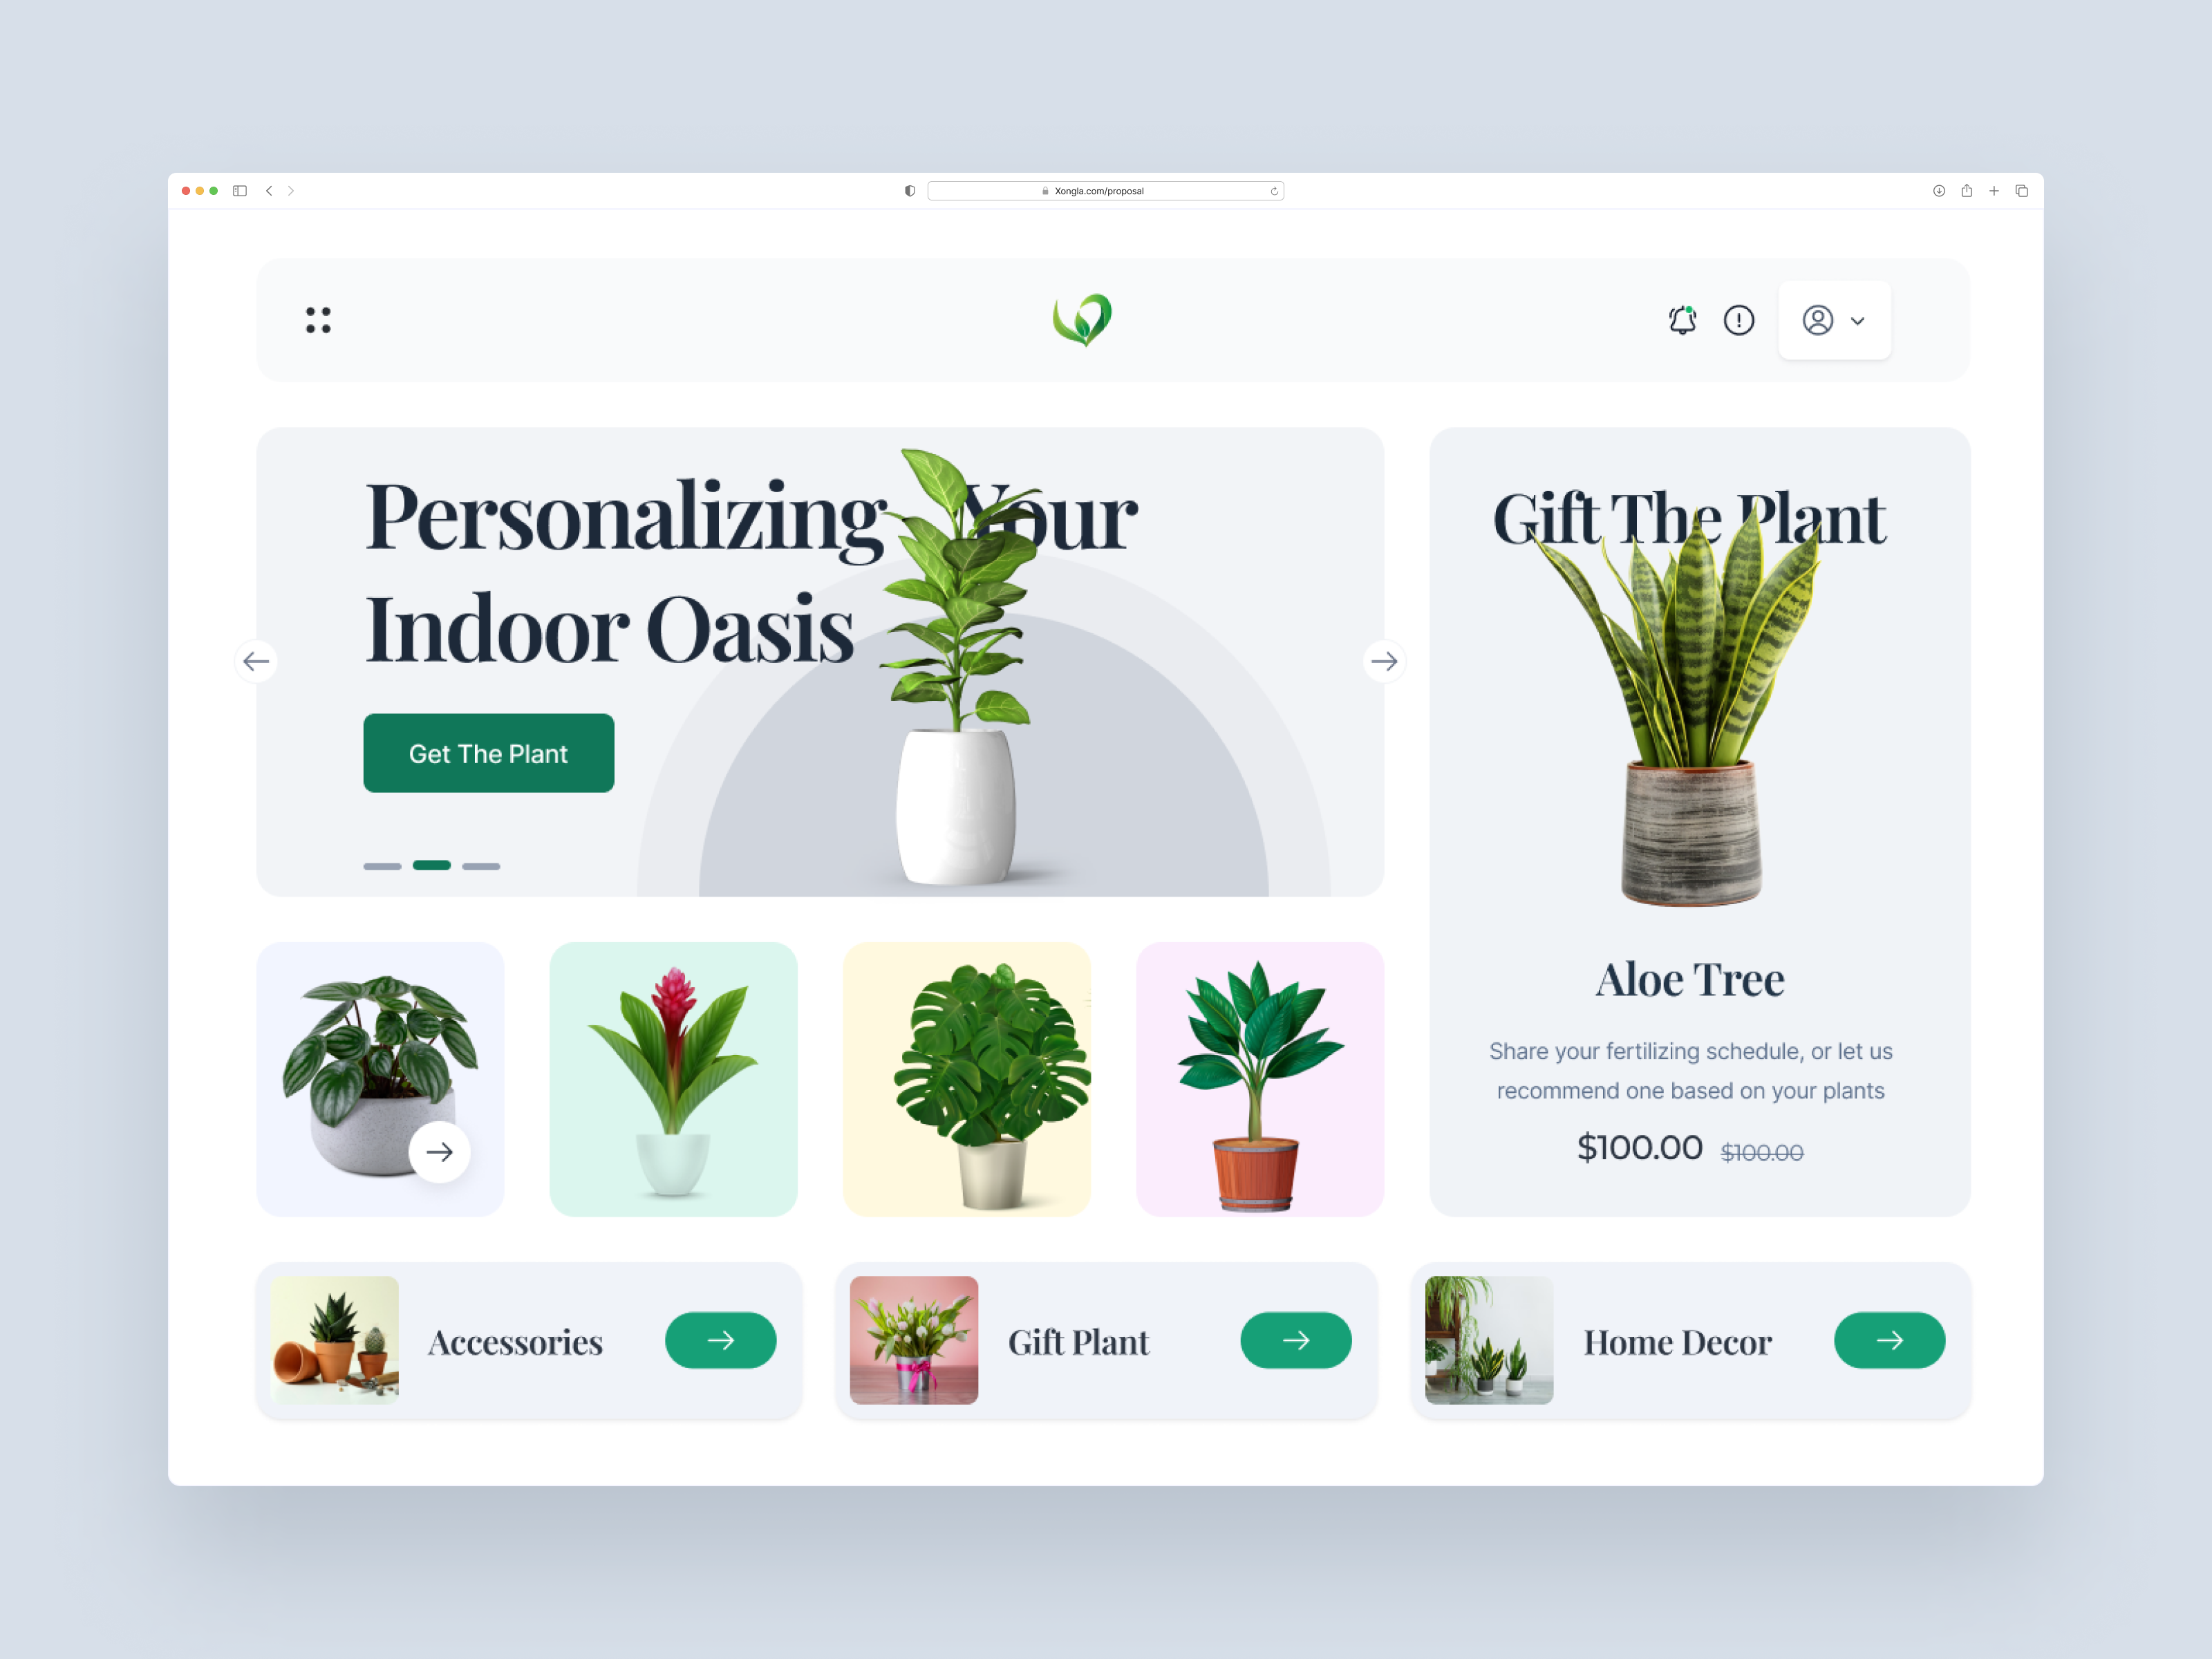 Xongla.com/proposal
Personalizing Your
Indoor Oasis
Get The Plant
Gift The Plant
Aloe Tree
Share your fertilizing schedule, or let us
recommend one based on your plants
$100.00 $100.00
Accessories
Gift Plant
Home Decor